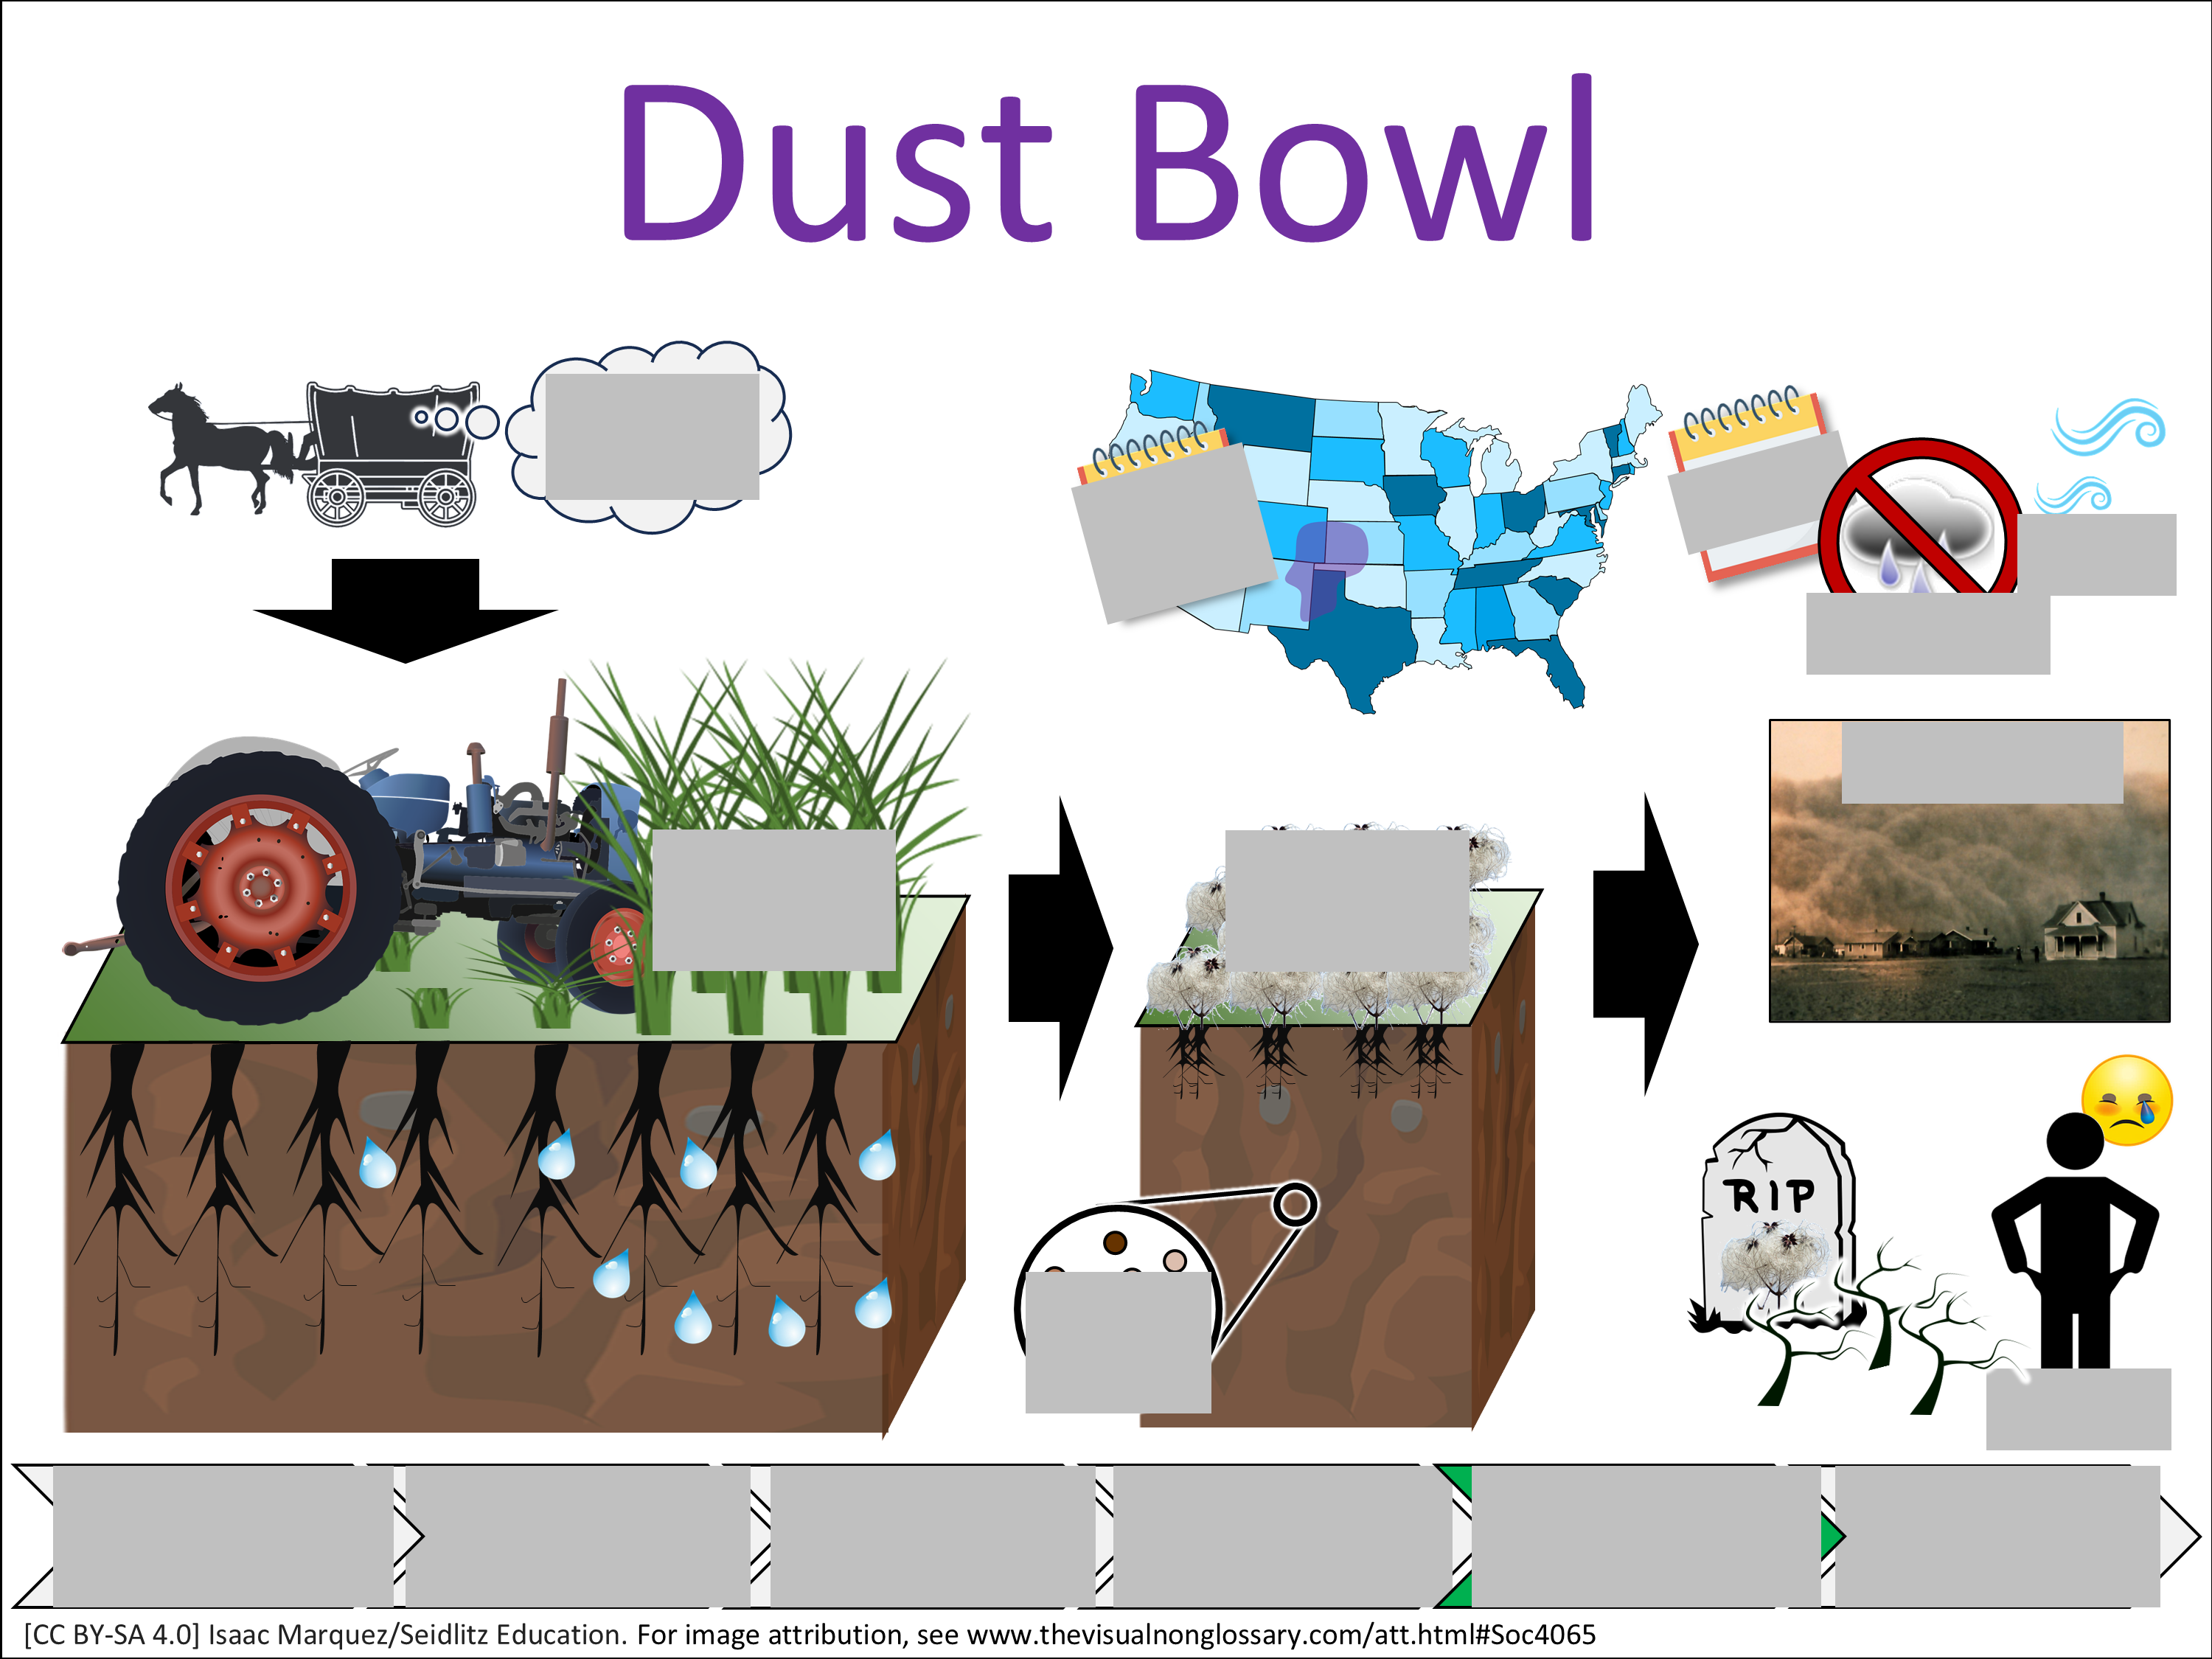 Dust Bowl
RIP
[CC BY-SA 4.0] Isaac Marquez/Seidlitz Education. For image attribution, see www.thevisualnonglossary.com/att.html#Soc4065